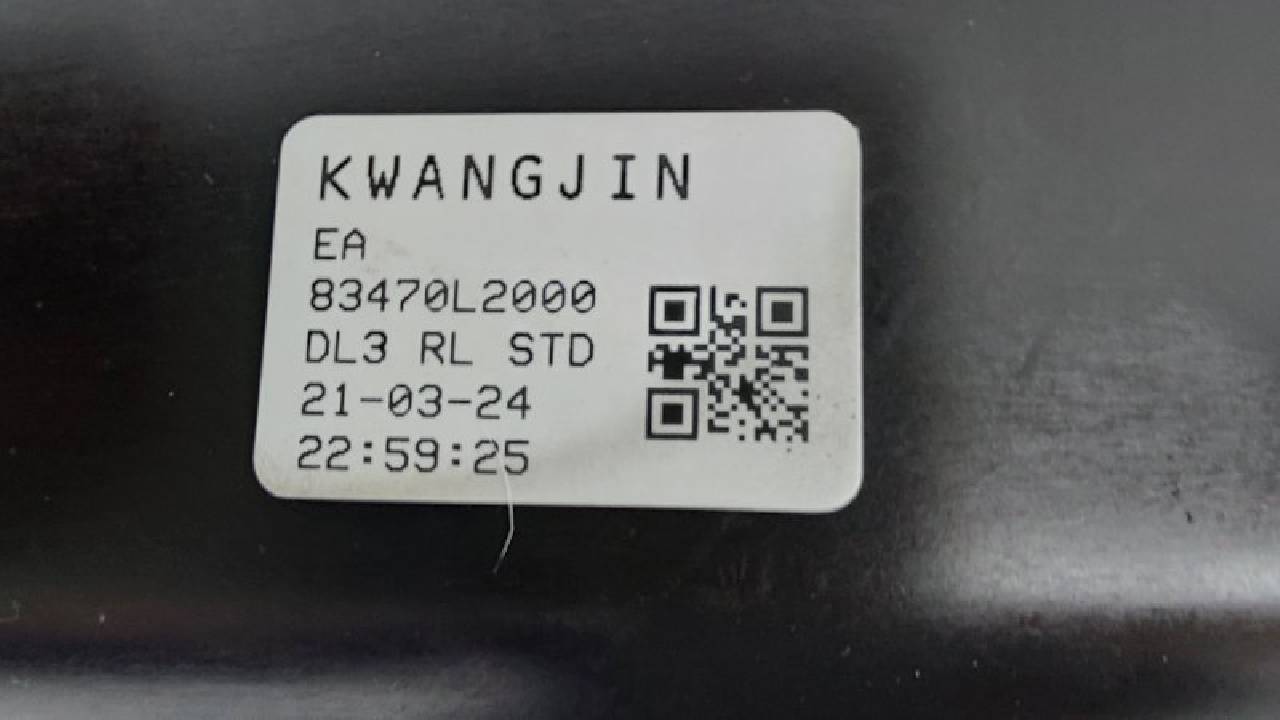 KWANGJIN
EA
83470L2000
DL3 RL STD
21-03-24
22:59:25